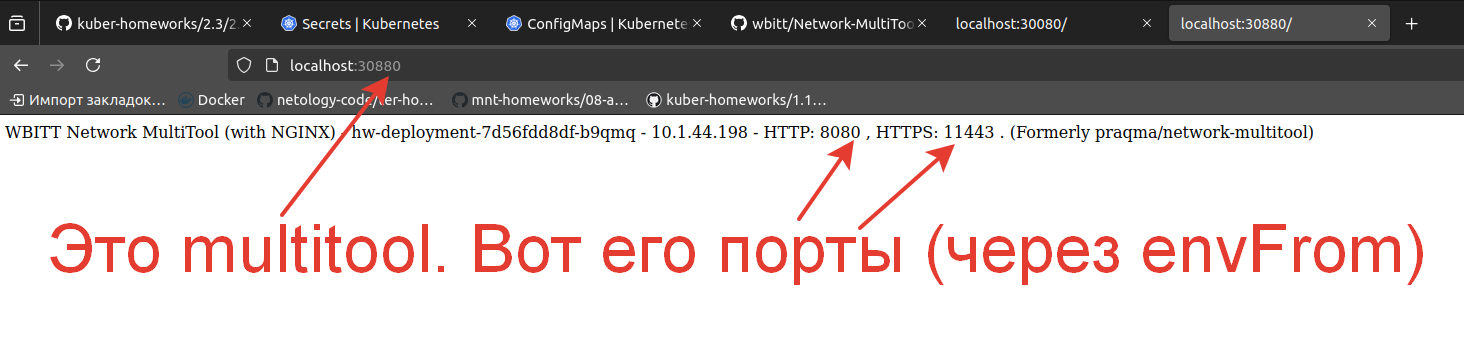 kuber-homeworks/2.3/2.
Secrets | Kubernetes
ConfigMaps | Kubernete
wbitt/Network-MultiToo
localhost:30080/
localhost:30880/
localhost:30880
Импорт закладок…
Docker
netology-code/ter-ho…
mnt-homeworks/08-a…
kuber-homeworks/1.1…
WBITT Network MultiTool (with NGINX) - hw-deployment-7d56fdd8df-b9qmq - 10.1.44.198 - HTTP: 8080 , HTTPS: 11443 . (Formerly praqma/network-multitool)
Это multitool. Вот его порты (через envFrom)